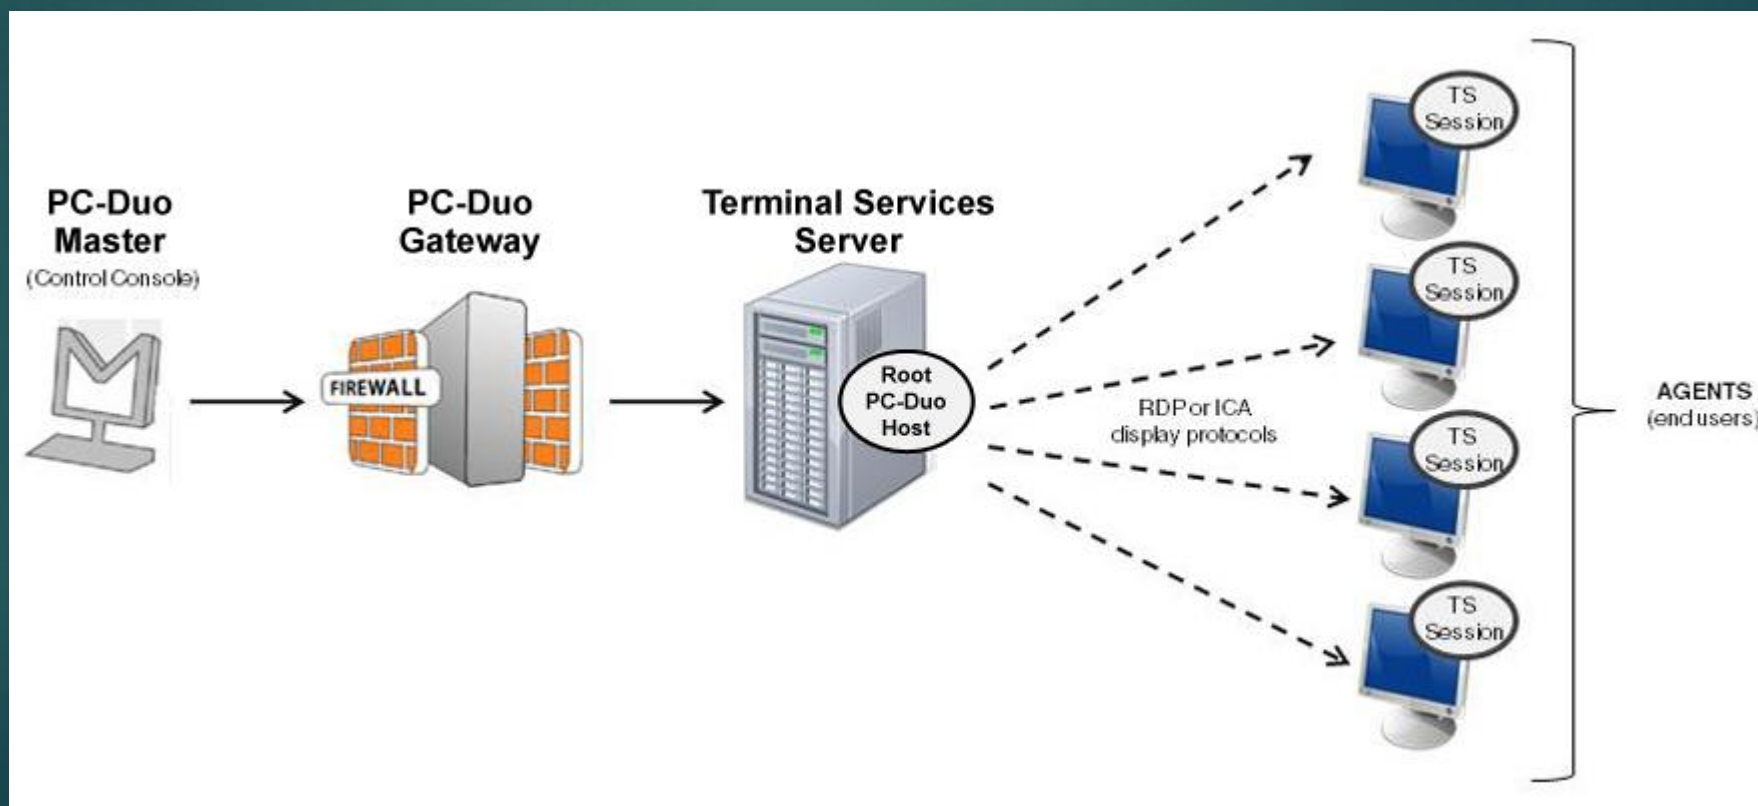 PC-Duo
Master
(Control Console)
PC-Duo
Gateway
FIREWALL
Terminal Services
Server
Root
PC-Duo
Host
RDP or ICA
display protocols
TS
Session
TS
Session
TS
Session
TS
Session
AGENTS
(end users)